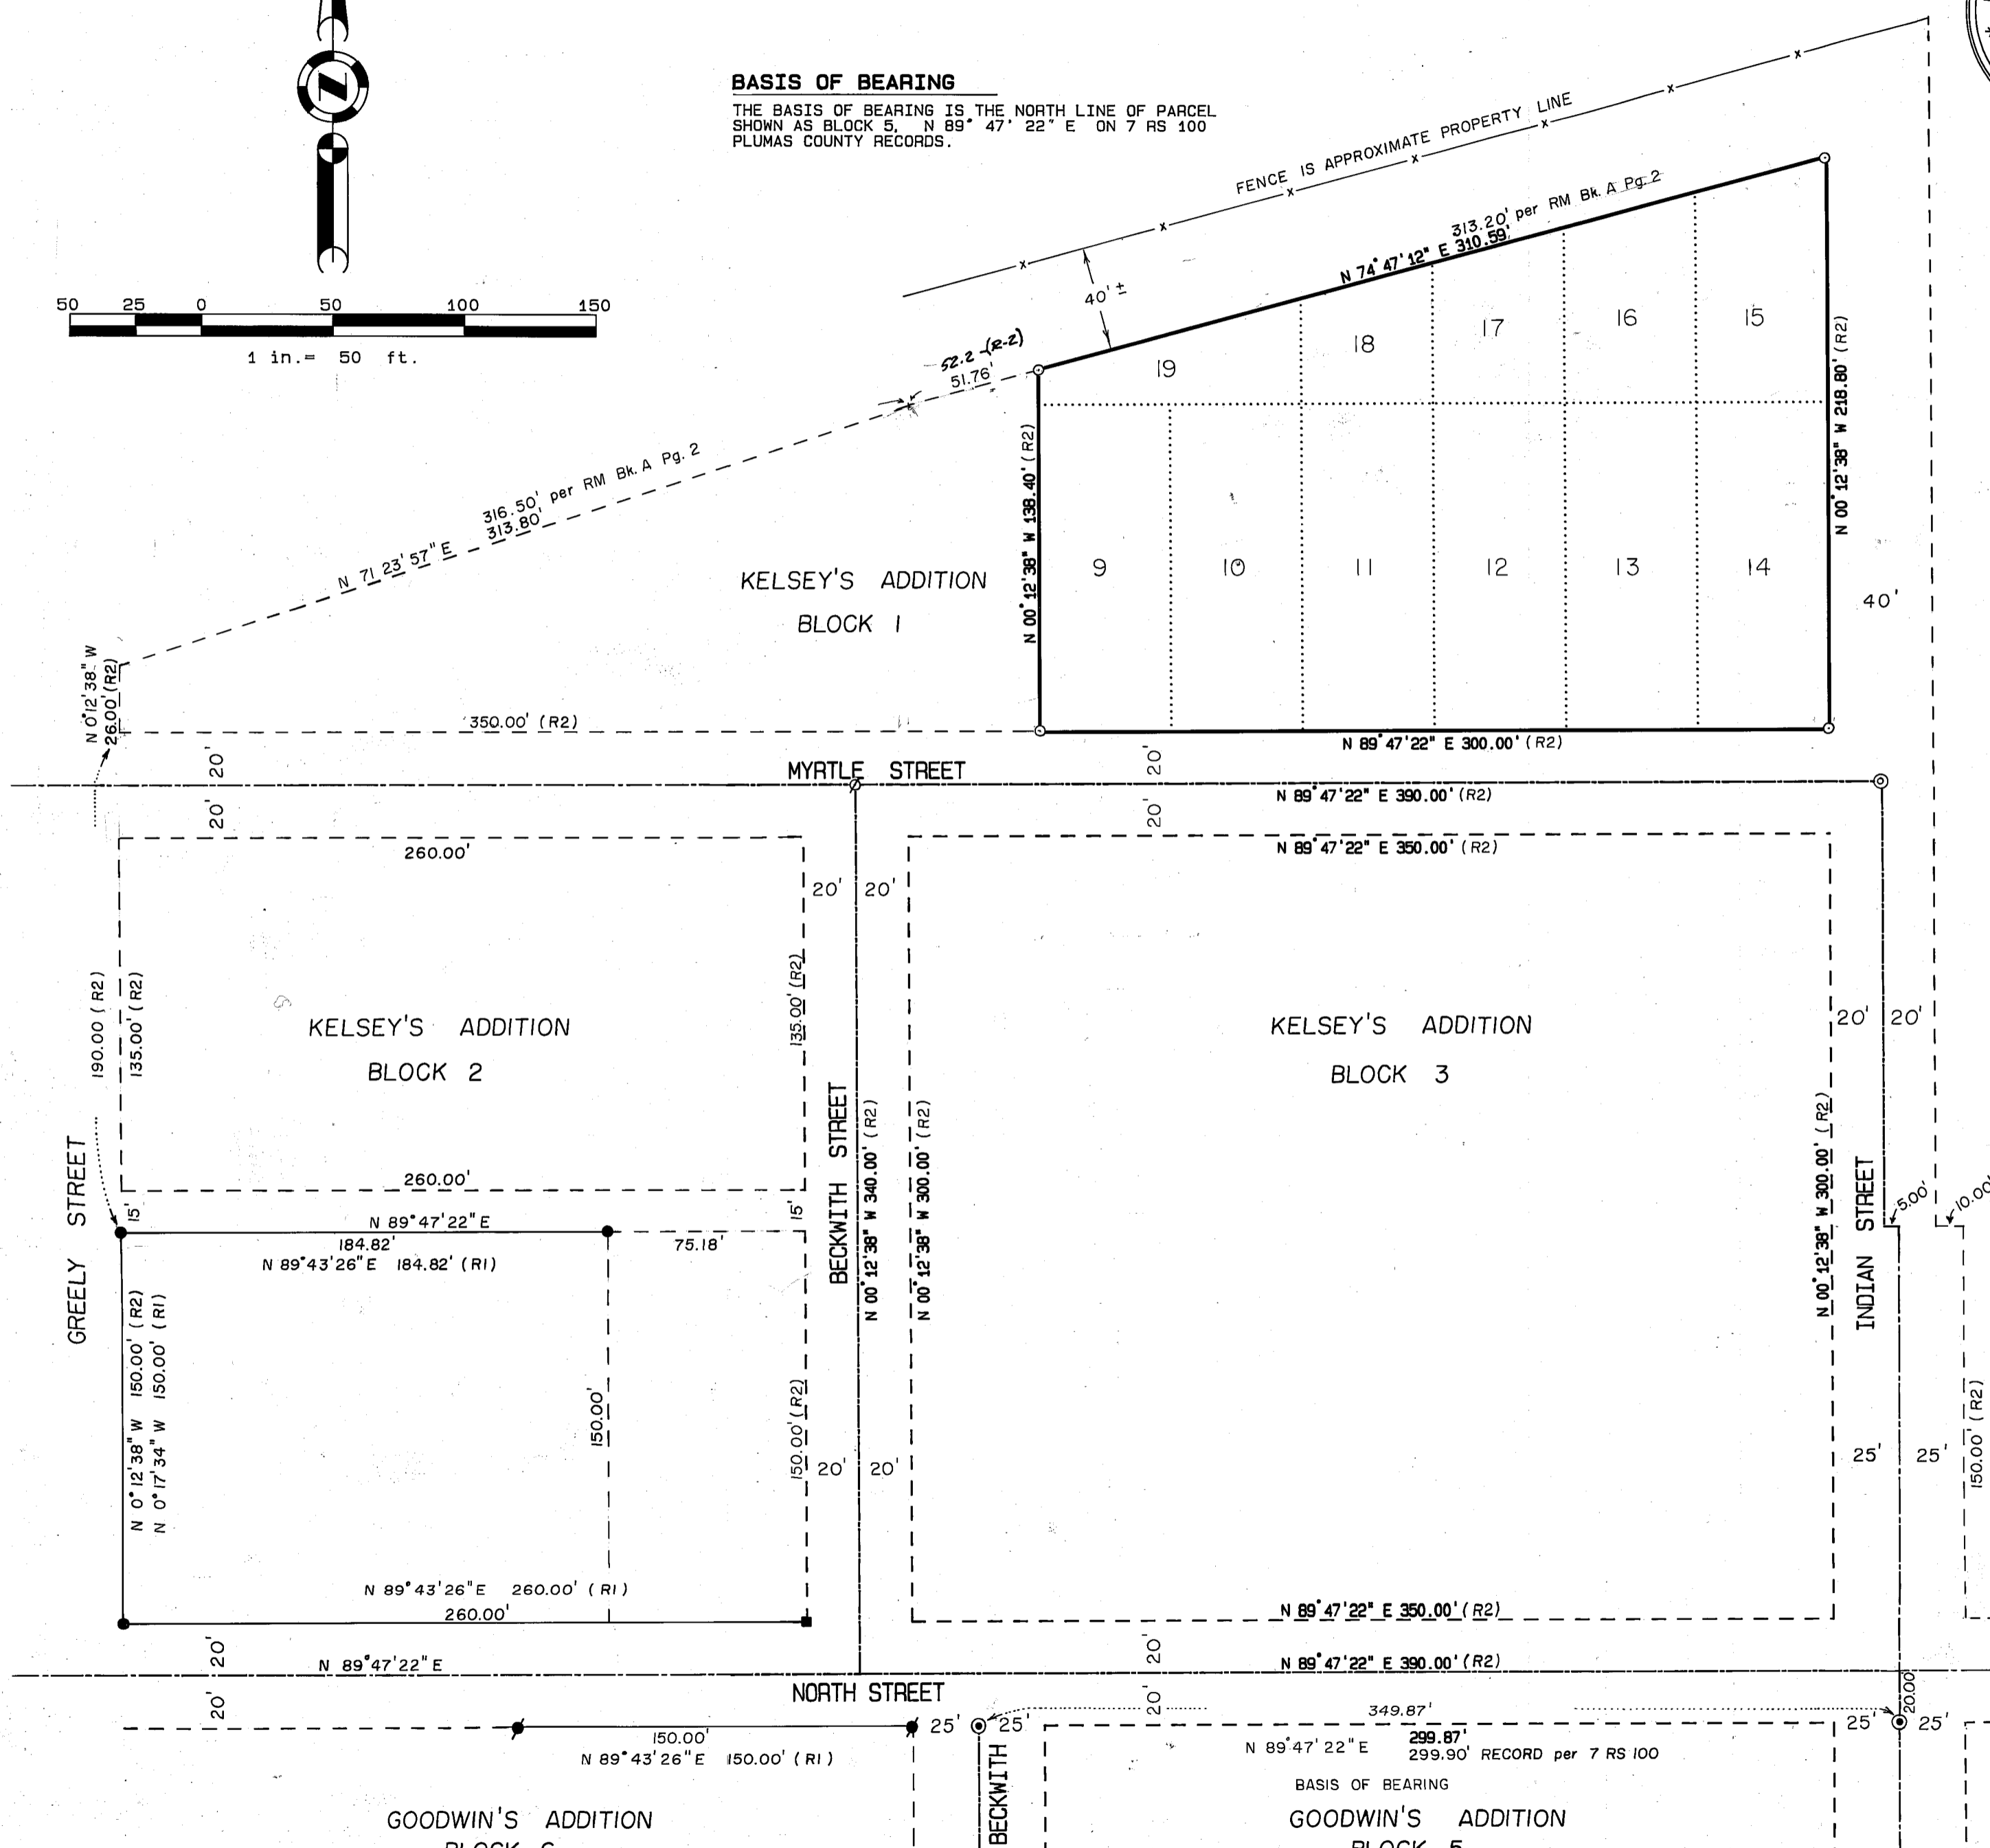 N
BASIS OF BEARING
THE BASIS OF BEARING IS THE NORTH LINE OF PARCEL
SHOWN AS BLOCK 5, N 89° 47' 22" E ON 7 RS 100
PLUMAS COUNTY RECORDS.
50 25 0 50 100 150
1 in.= 50 ft.
FENCE IS APPROXIMATE PROPERTY LINE
313.20' per RM Bk. A Pg. 2
N 74°47'12" E 310.59'
40' ±
52.2 (R-2)
51.76'
19
18
17
16
15
N 00°12'38" W 218.80' (R2)
N 00°12'38" W 138.40' (R2)
316.50' per RM Bk. A Pg. 2
313.80'
N 71 23' 57" E
KELSEY'S ADDITION
BLOCK 1
9
10
11
12
13
14
40'
N 0°12'38" W
26.00' (R2)
350.00' (R2)
N 89°47'22" E 300.00' (R2)
20'
20'
MYRTLE STREET
20'
20'
N 89°47'22" E 390.00' (R2)
260.00'
N 89°47'22" E 350.00' (R2)
20' 20'
190.00 (R2)
135.00' (R2)
135.00' (R2)
KELSEY'S ADDITION
BLOCK 2
KELSEY'S ADDITION
BLOCK 3
20' 20'
BECKWITH STREET
N 00°12'38" W 340.00' (R2)
N 00°12'38" W 300.00' (R2)
N 00°12'38" W 300.00' (R2)
INDIAN STREET
5.00'
10.00'
GREELY STREET
260.00'
15'
15'
N 89°47'22" E
184.82'
75.18'
N 89°43'26" E 184.82' (R1)
N 0°12'38" W 150.00' (R2)
N 0°17'34" W 150.00' (R1)
150.00'
150.00' (R2)
20' 20'
25' 25'
150.00' (R2)
N 89°43'26" E 260.00' (R1)
260.00'
N 89°47'22" E 350.00' (R2)
20'
N 89°47'22" E
20'
N 89°47'22" E 390.00' (R2)
NORTH STREET
20'
20'
20.00'
150.00'
N 89°43'26" E 150.00' (R1)
25' 25'
349.87'
25' 25'
N 89°47'22" E
299.87'
299.90' RECORD per 7 RS 100
BASIS OF BEARING
BECKWITH
GOODWIN'S ADDITION
BLOCK 6
GOODWIN'S ADDITION
BLOCK 5